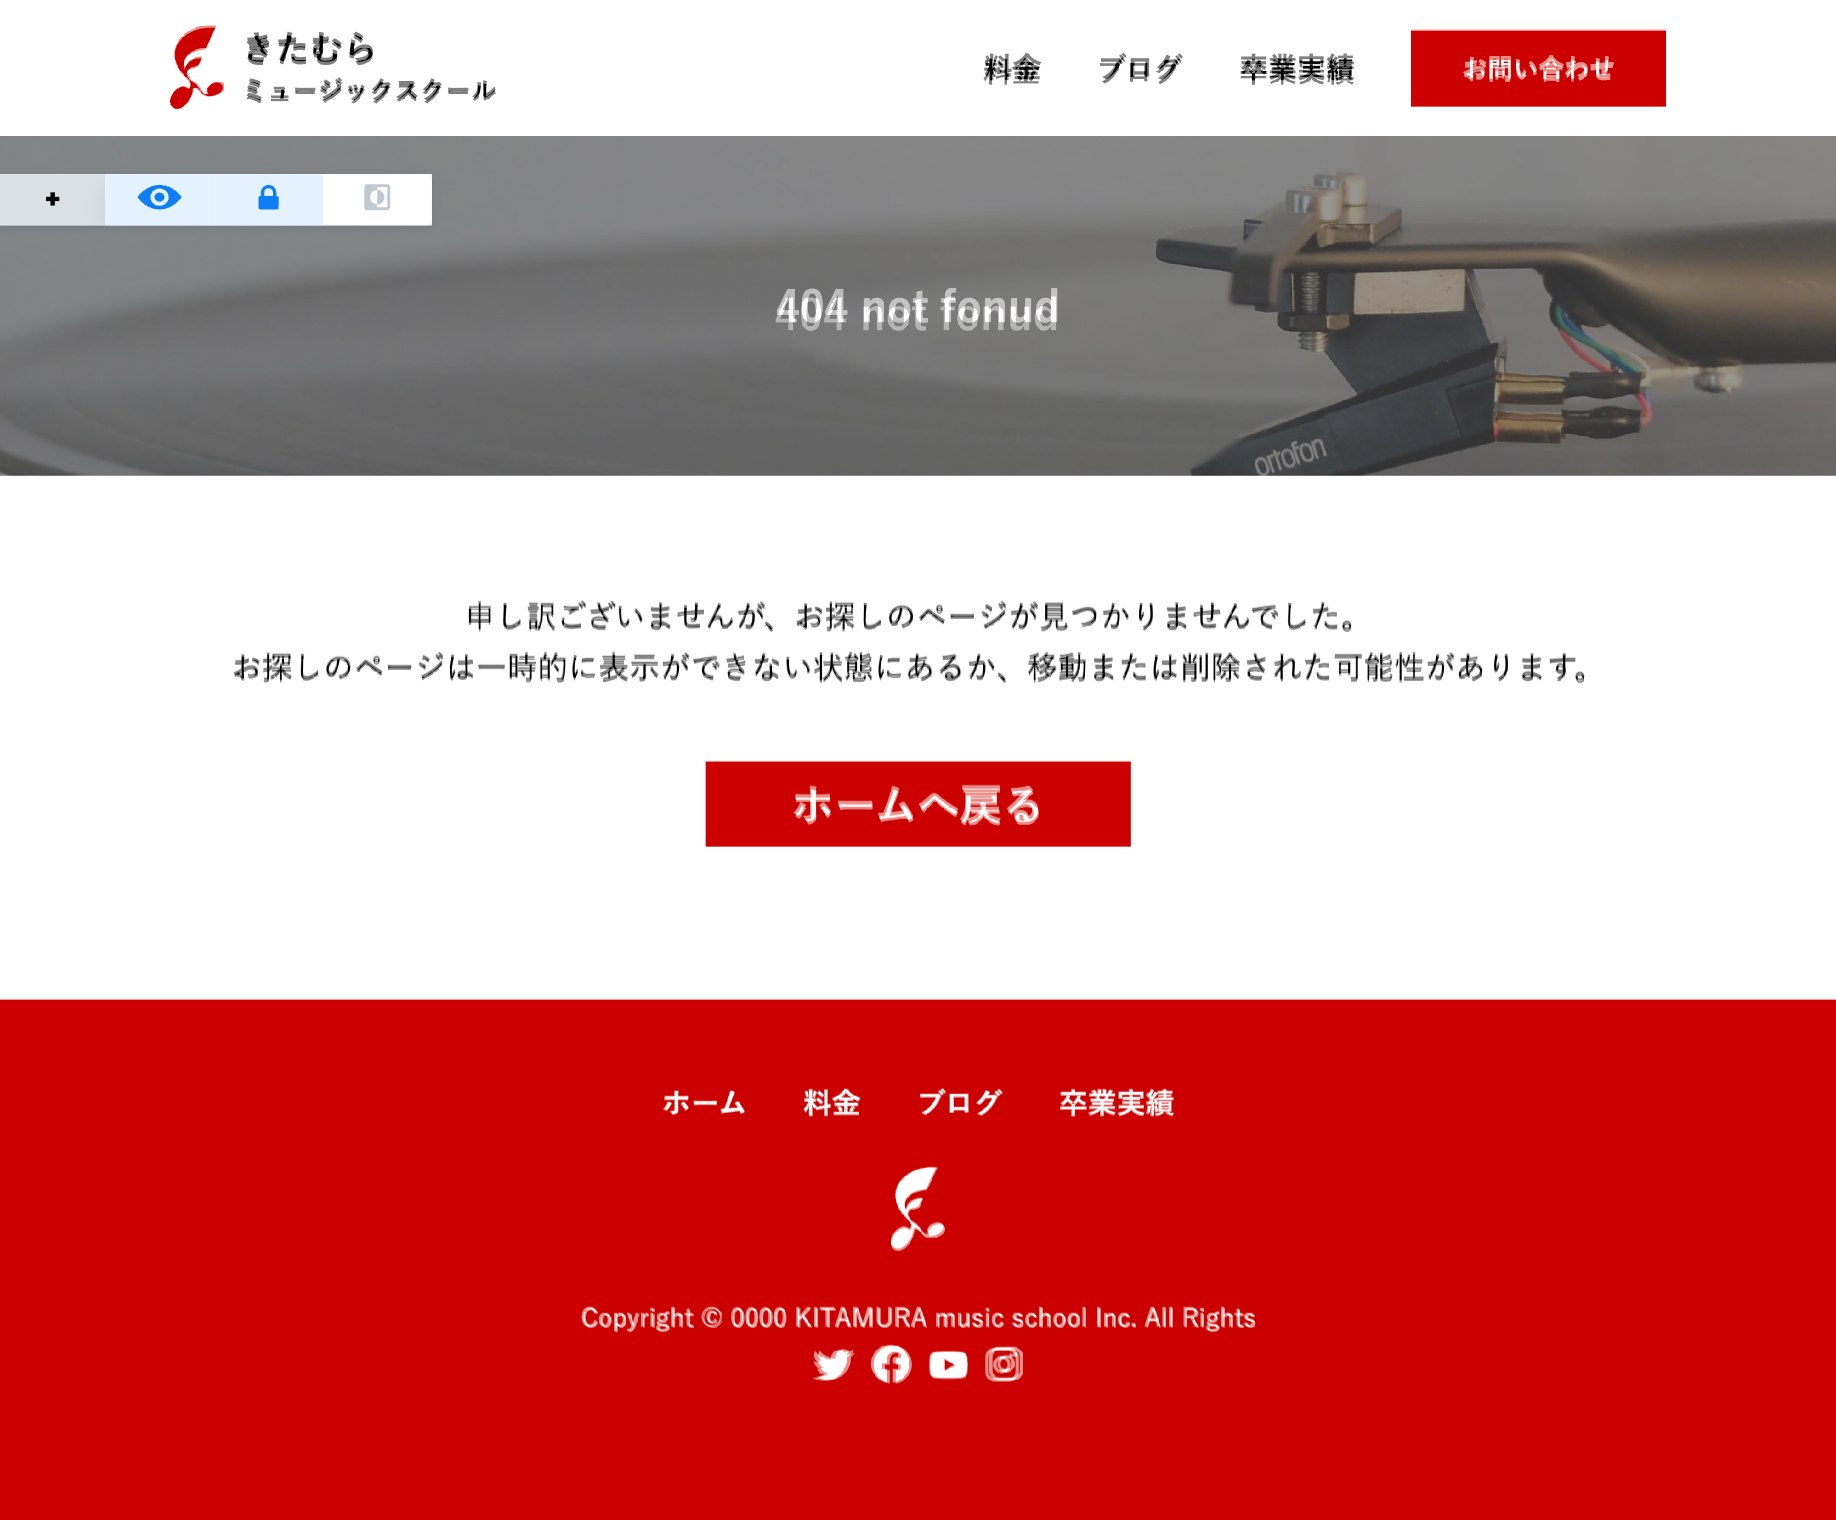 きたむら
ミュージックスクール
料金
ブログ
卒業実績
お問い合わせ
404 not fonud
ortofon
申し訳ございませんが、お探しのページが見つかりませんでした。
お探しのページは一時的に表示ができない状態にあるか、移動または削除された可能性があります。
ホームへ戻る
ホーム
料金
ブログ
卒業実績
Copyright © 0000 KITAMURA music school Inc. All Rights